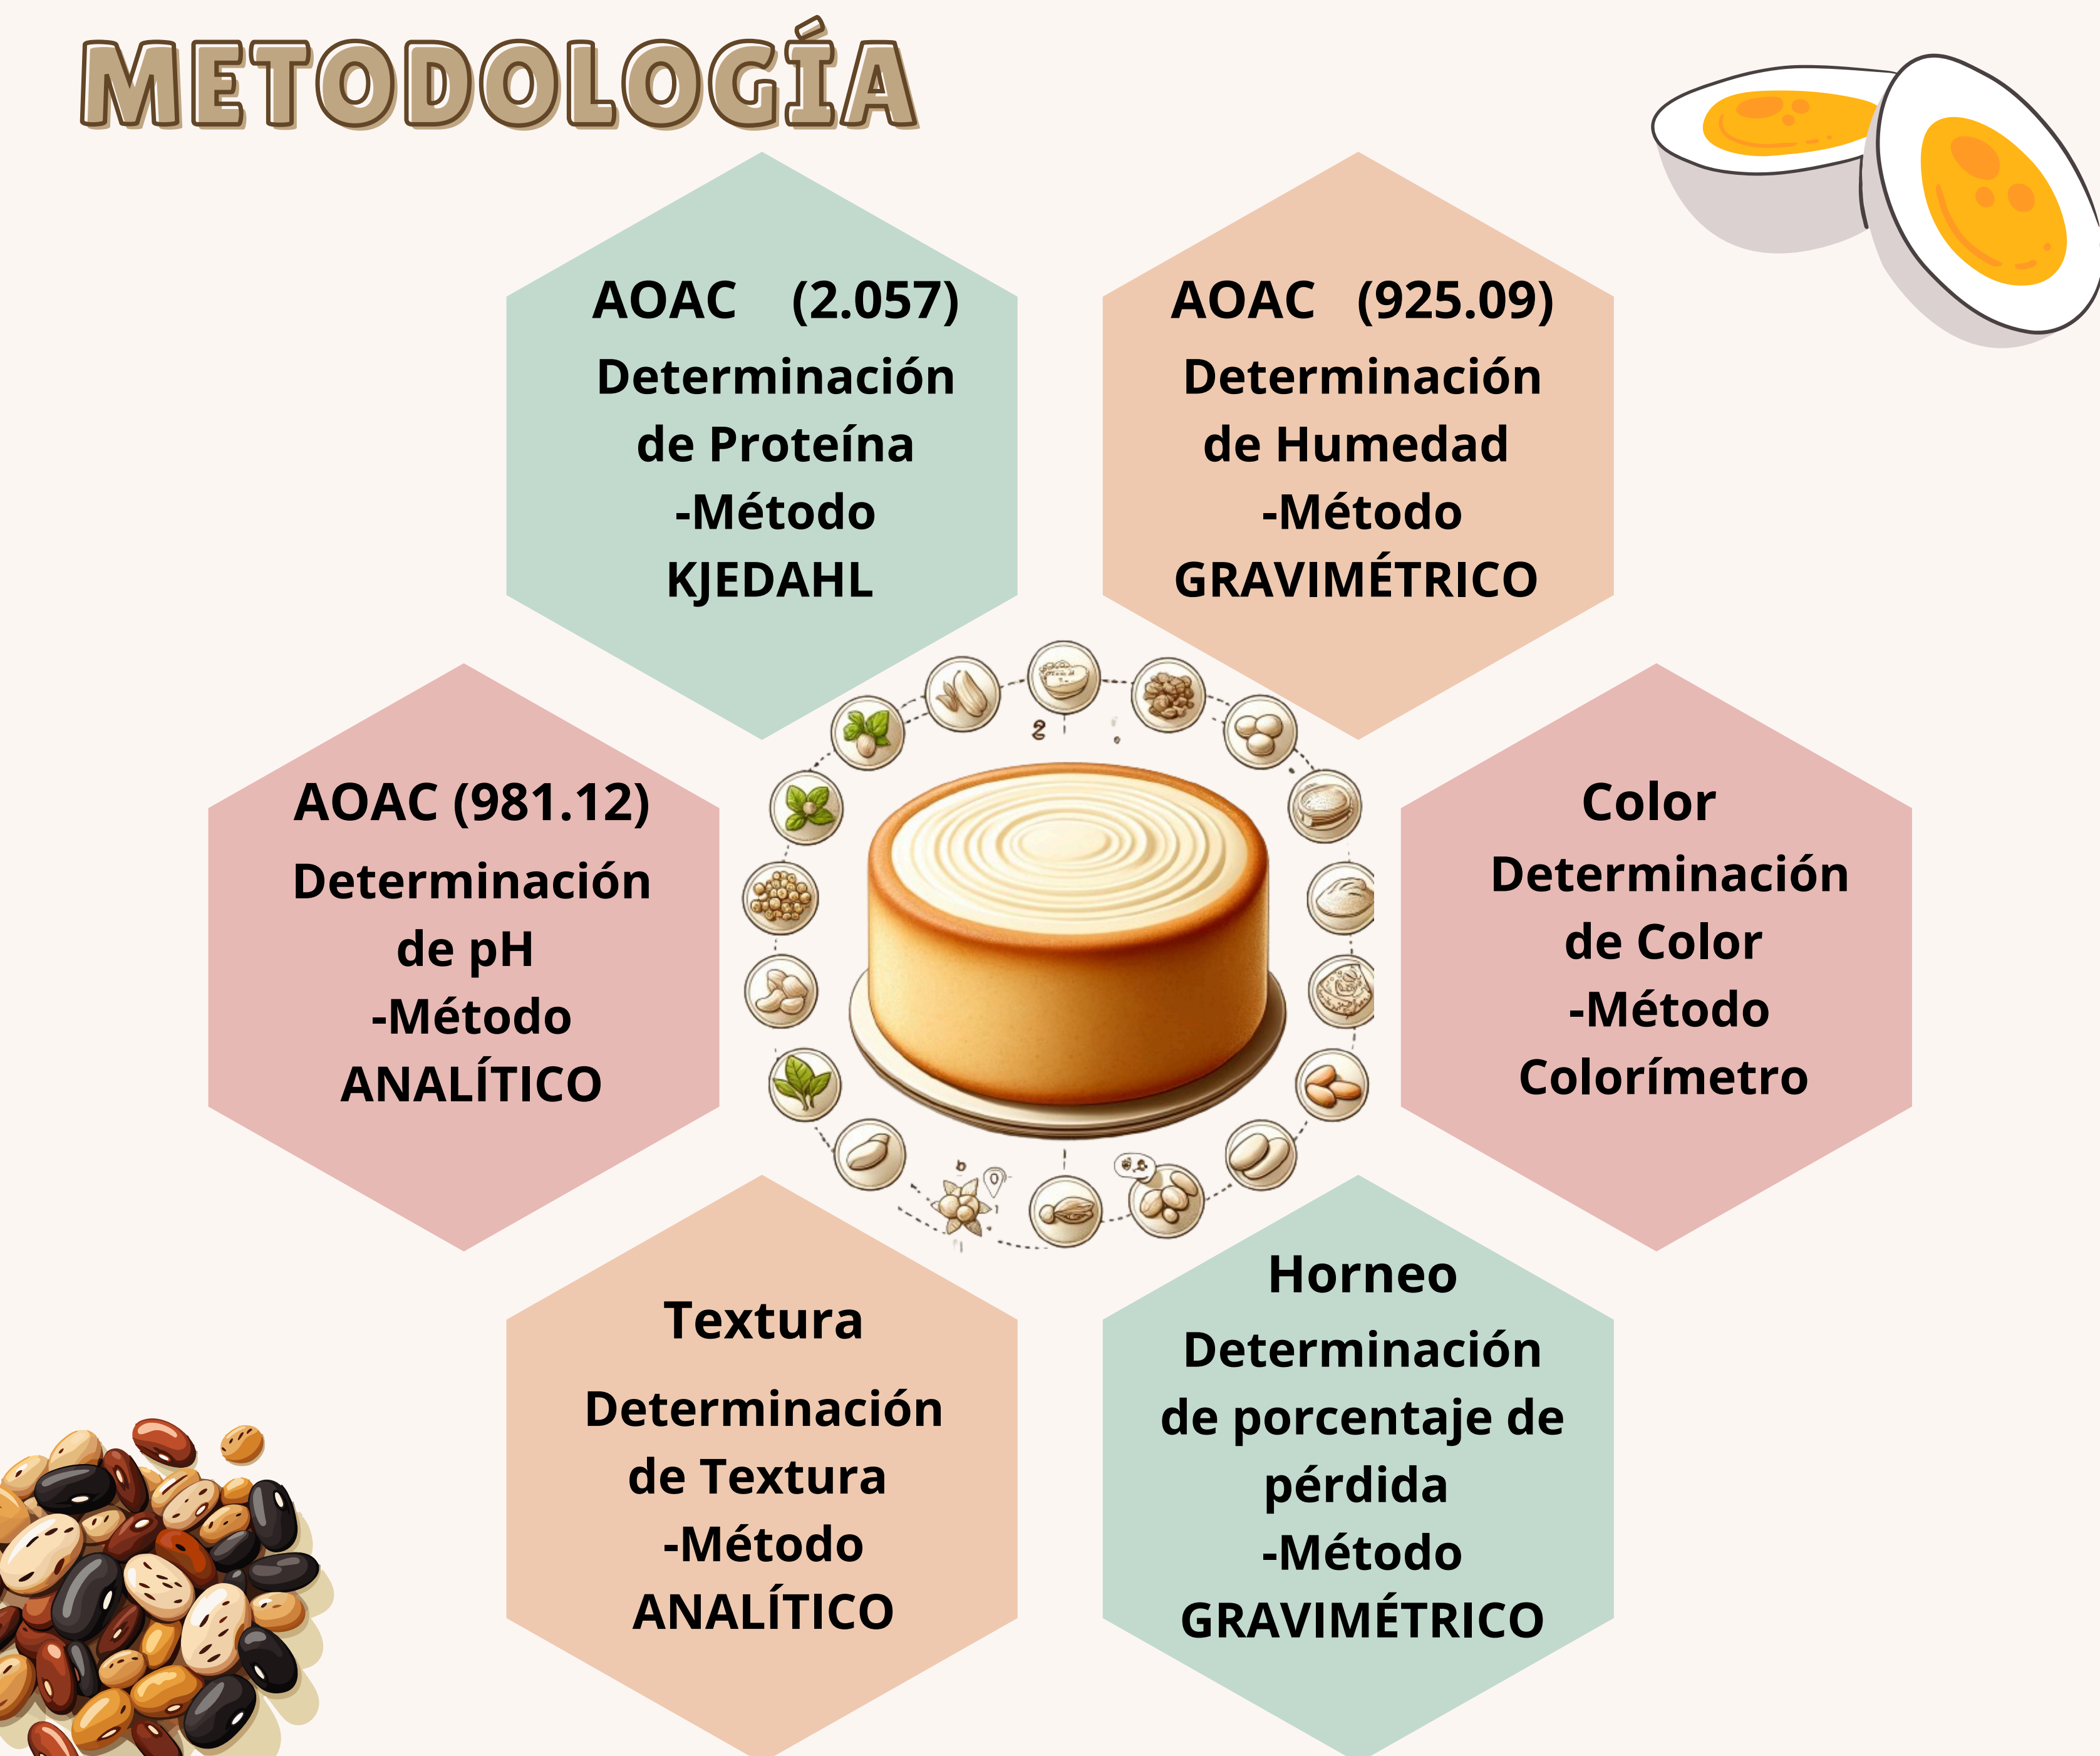 METODOLOGÍA
AOAC (2.057)
Determinación
de Proteína
-Método
KJEDAHL
AOAC (925.09)
Determinación
de Humedad
-Método
GRAVIMÉTRICO
AOAC (981.12)
Determinación
de pH
-Método
ANALÍTICO
Color
Determinación
de Color
-Método
Colorímetro
Textura
Determinación
de Textura
-Método
ANALÍTICO
Horneo
Determinación
de porcentaje de
pérdida
-Método
GRAVIMÉTRICO